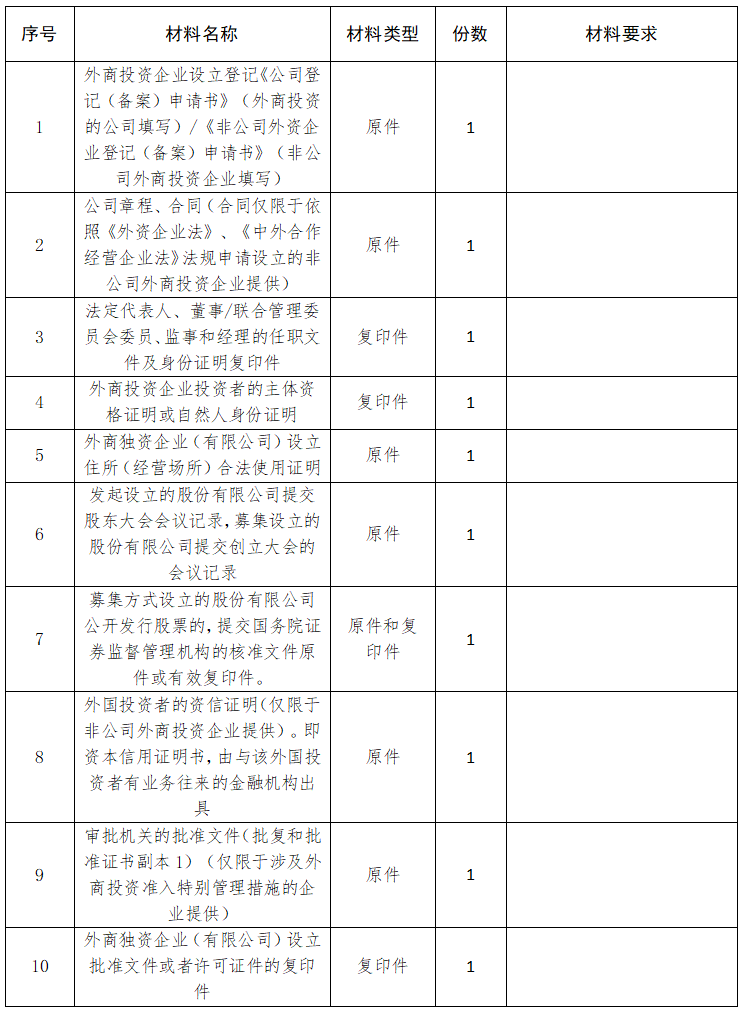 序号 材料名称 材料类型 份数 材料要求
外商投资企业设立登记《公司登
记（备案）申请书》（外商投资
1 的公司填写）/《非公司外资企 原件 1
业登记（备案）申请书》（非公
司外商投资企业填写）
公司章程、合同（合同仅限于依
照《外资企业法》、《中外合作
2 原件 1
经营企业法》法规申请设立的非
公司外商投资企业提供）
法定代表人、董事/联合管理委
3 员会委员、监事和经理的任职文 复印件 1
件及身份证明复印件
外商投资企业投资者的主体资
4 复印件 1
格证明或自然人身份证明
外商独资企业（有限公司）设立
5 原件 1
住所（经营场所）合法使用证明
发起设立的股份有限公司提交
股东大会会议记录，募集设立的
6 原件 1
股份有限公司提交创立大会的
会议记录
募集方式设立的股份有限公司
公开发行股票的，提交国务院证 原件和复
7 1
券监督管理机构的核准文件原 印件
件或有效复印件。
外国投资者的资信证明（仅限于
非公司外商投资企业提供）。即
8 资本信用证明书，由与该外国投 原件 1
资者有业务往来的金融机构出
具
审批机关的批准文件（批复和批
准证书副本1）（仅限于涉及外
9 原件 1
商投资准入特别管理措施的企
业提供）
外商独资企业（有限公司）设立
10 批准文件或者许可证件的复印 复印件 1
件